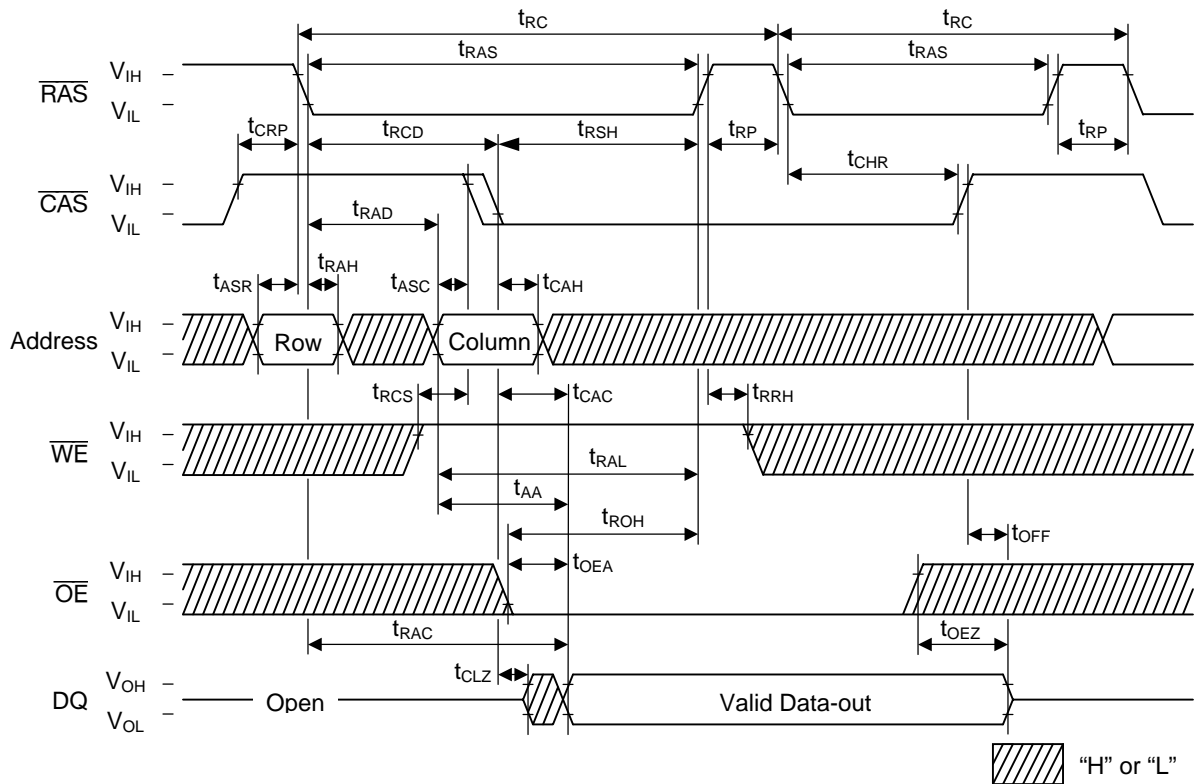 tRC tRC
tRAS tRAS
RAS VIH
VIL
tCRP tRCD tRSH tRP tRP
tCHR
CAS VIH
VIL
tRAD
tASR tRAH tASC tCAH
Address VIH
VIL
Row Column
tRCS tCAC tRRH
WE VIH
VIL
tRAL
tAA
tROH tOFF
tOEA
OE VIH
VIL
tRAC tOEZ
tCLZ
DQ VOH
VOL
Open Valid Data-out
“H” or “L”